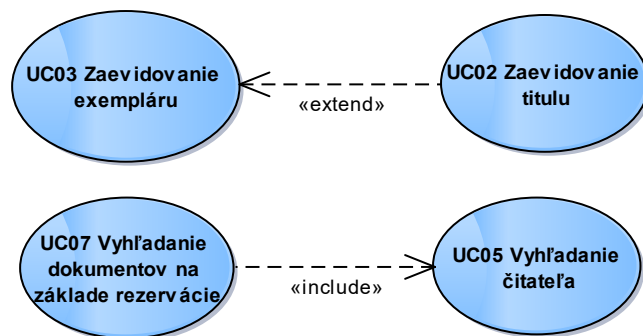 UC03 Zaevidovanie
exempláru
«extend»
UC02 Zaevidovanie
titulu
UC07 Vyhľadanie
dokumentov na
základe rezervácie
«include»
UC05 Vyhľadanie
čitateľa